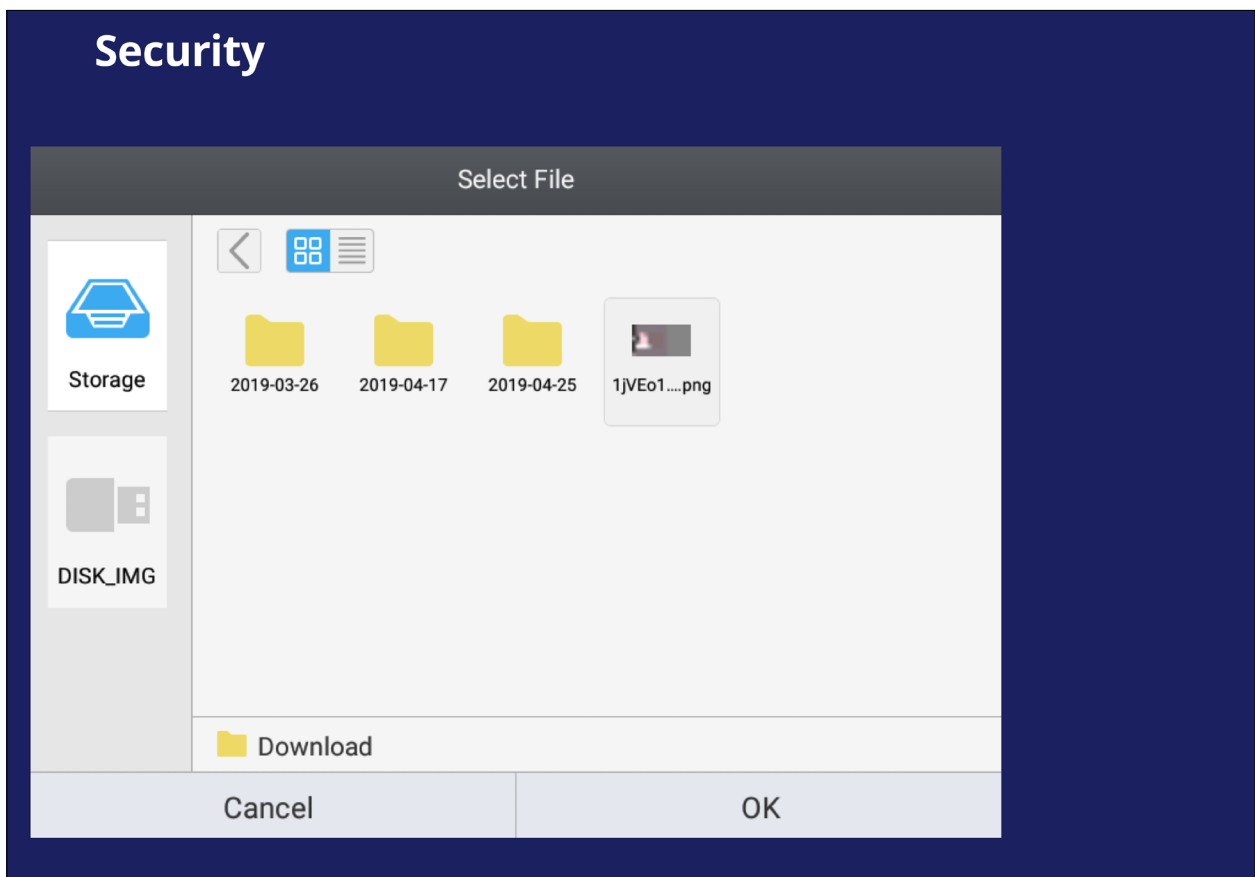 Security
Select File
Storage
2019-03-26
2019-04-17
2019-04-25
1jVEo1....png
DISK_IMG
Download
Cancel
OK